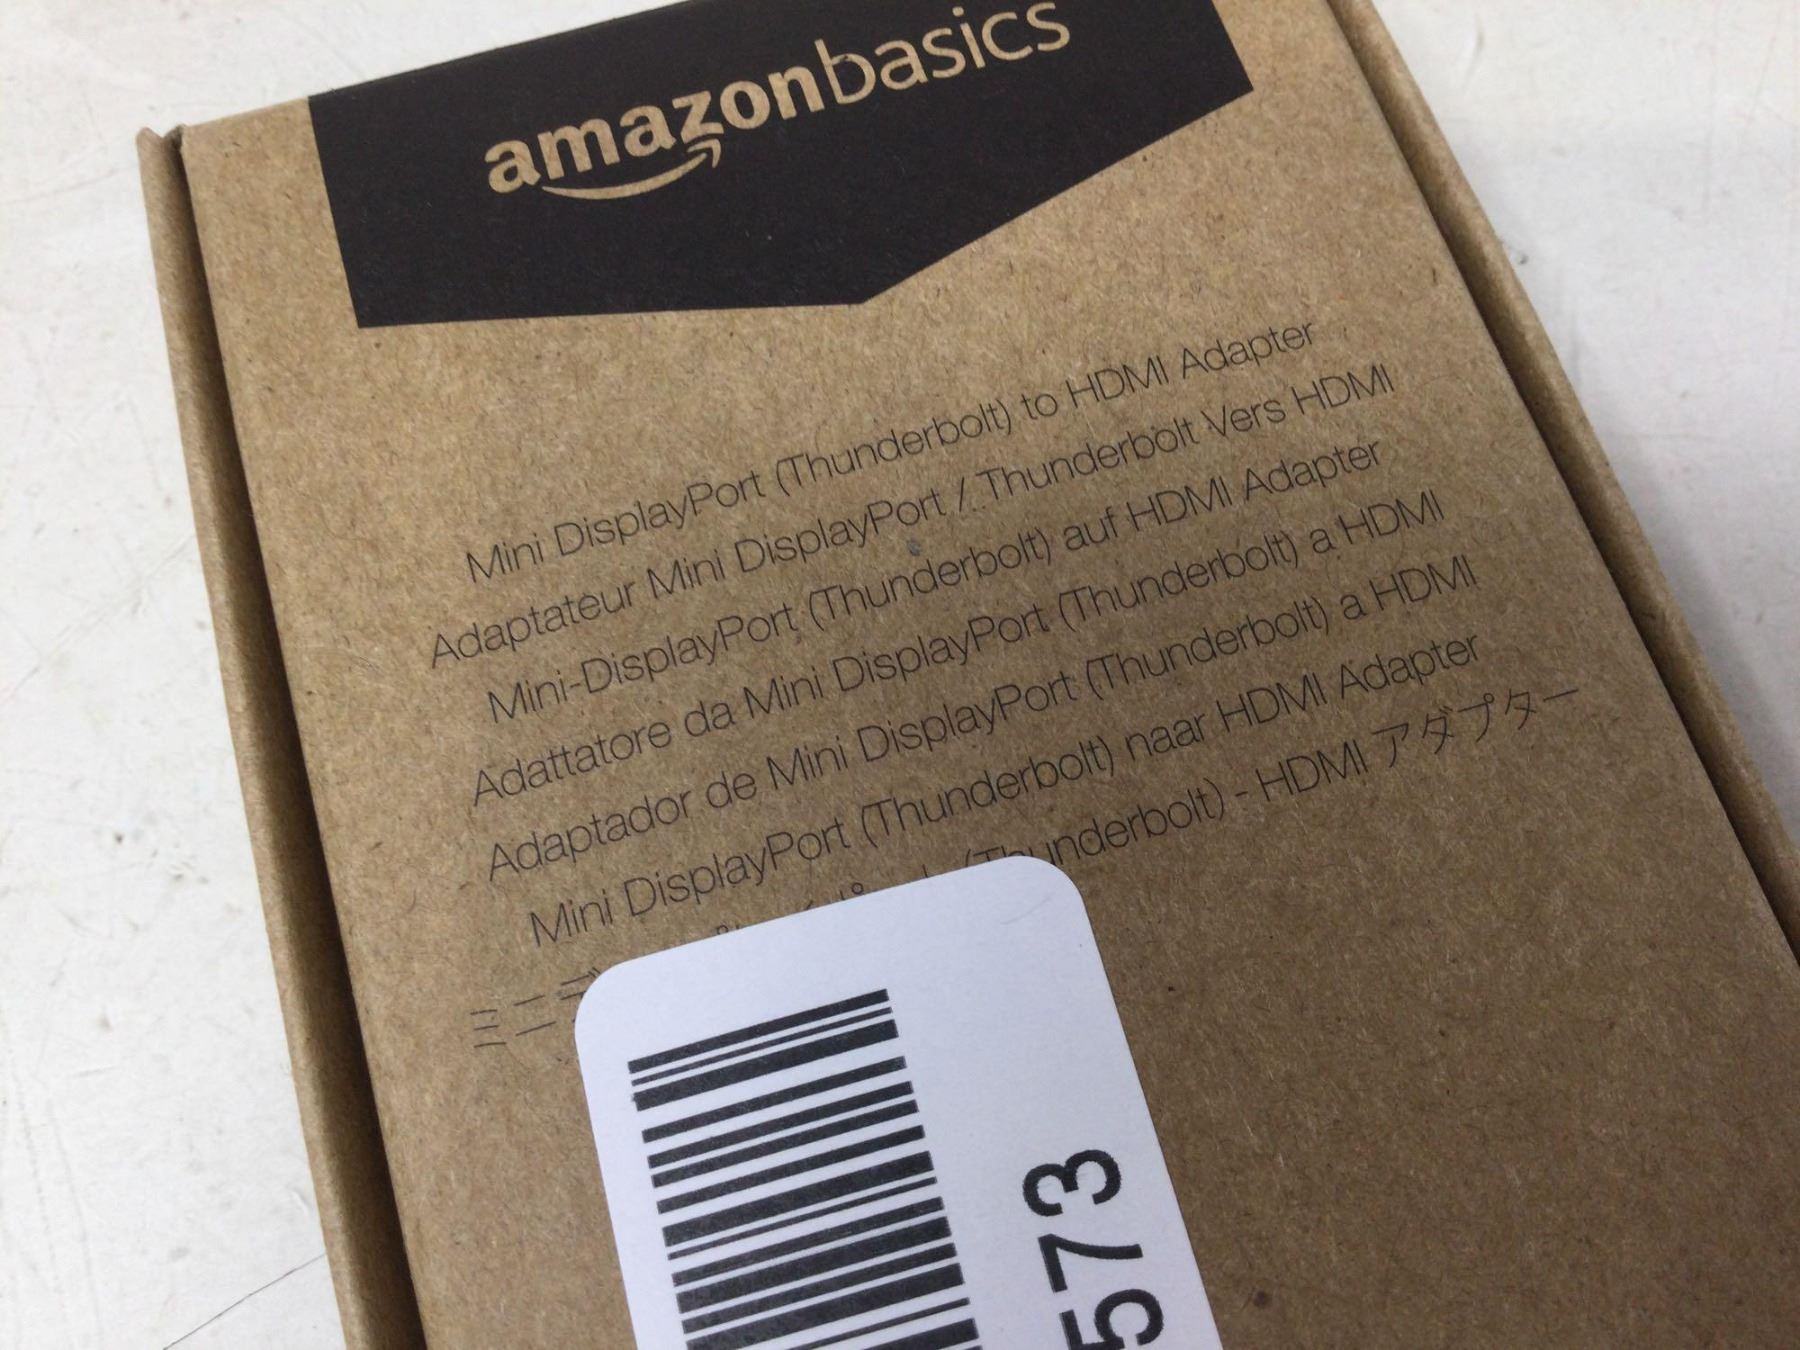 amazonbasics
Mini DisplayPort (Thunderbolt) to HDMI Adapter
Adaptateur Mini DisplayPort / Thunderbolt Vers HDMI
Mini-DisplayPort (Thunderbolt) auf HDMI Adapter
Adattatore da Mini DisplayPort (Thunderbolt) a HDMI
Adaptador de Mini DisplayPort (Thunderbolt) a HDMI
Mini DisplayPort (Thunderbolt) naar HDMI Adapter
ミニ (Thunderbolt) - HDMI アダプター
573